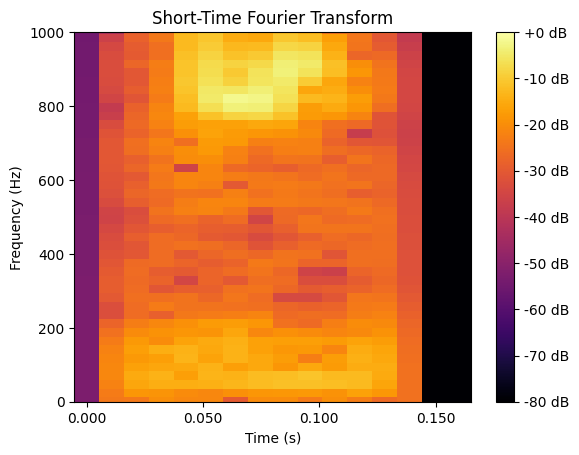 Short-Time Fourier Transform
1000
800
600
400
200
0
Frequency (Hz)
0.000
0.050
0.100
0.150
Time (s)
+0 dB
-10 dB
-20 dB
-30 dB
-40 dB
-50 dB
-60 dB
-70 dB
-80 dB